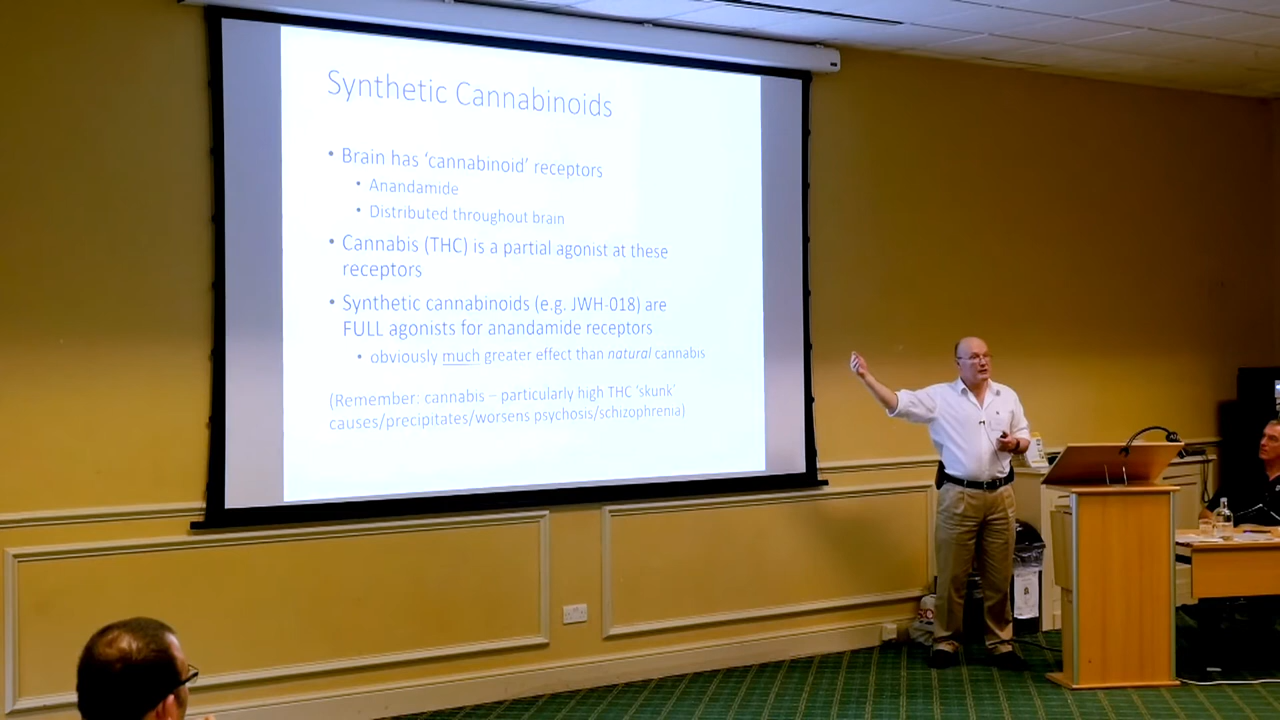 Synthetic Cannabinoids
• Brain has 'cannabinoid' receptors
• Anandamide
• Distributed throughout brain
• Cannabis (THC) is a partial agonist at these
receptors
• Synthetic cannabinoids (e.g. JWH-018) are
FULL agonists for anandamide receptors
• obviously much greater effect than natural cannabis
(Remember: cannabis – particularly high THC 'skunk'
causes/precipitates/worsens psychosis/schizophrenia)